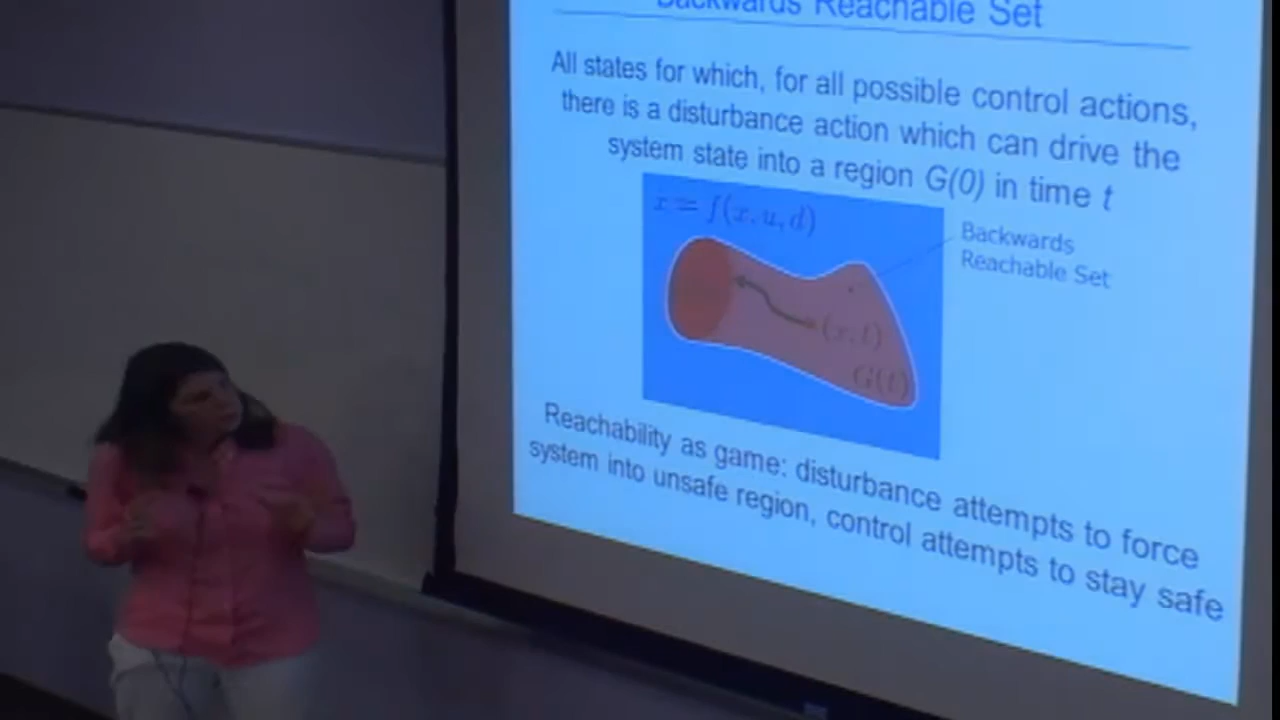 Backwards Reachable Set
All states for which, for all possible control actions,
there is a disturbance action which can drive the
system state into a region G(0) in time t
x = f(x, u, d)
Backwards
Reachable Set
(x, t)
G(t)
Reachability as game: disturbance attempts to force
system into unsafe region, control attempts to stay safe